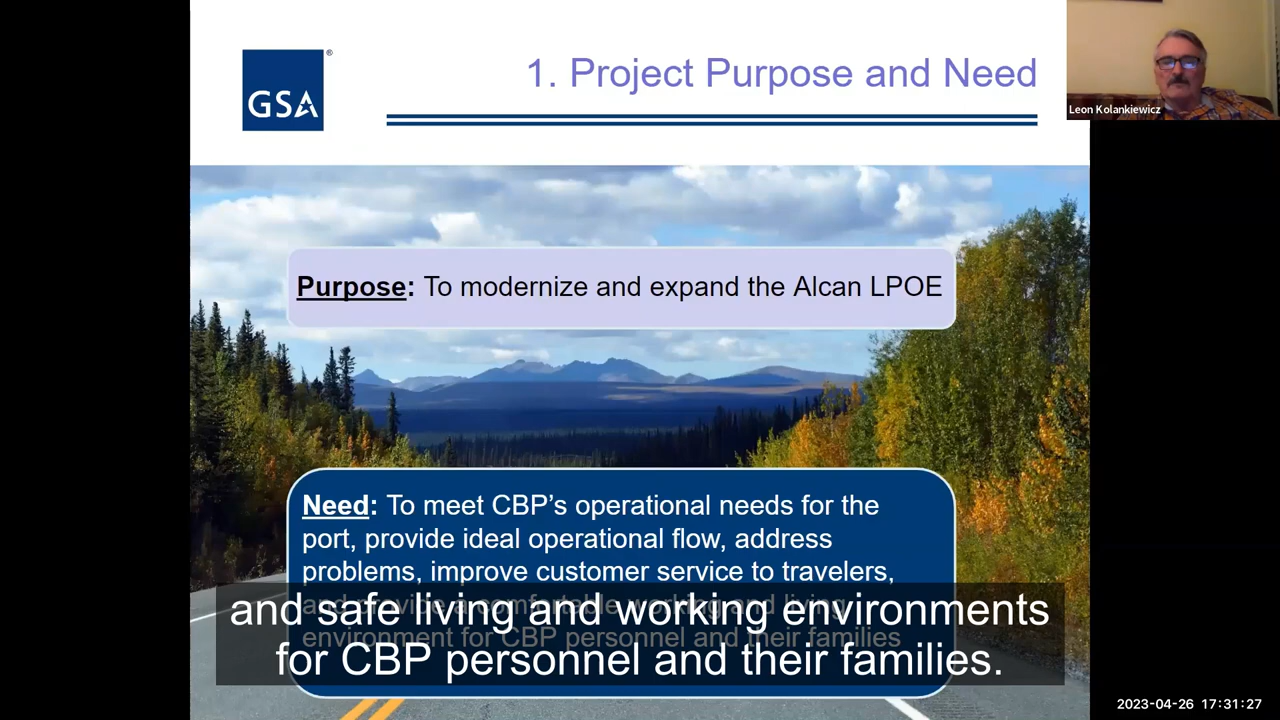 GSA
®
1. Project Purpose and Need
Leon Kolankiewicz
Purpose: To modernize and expand the Alcan LPOE
Need: To meet CBP’s operational needs for the
port, provide ideal operational flow, address
problems, improve customer service to travelers,
and provide a comfortable working and living
environment for CBP personnel and their families
and safe living and working environments
for CBP personnel and their families.
2023-04-26 17:31:27